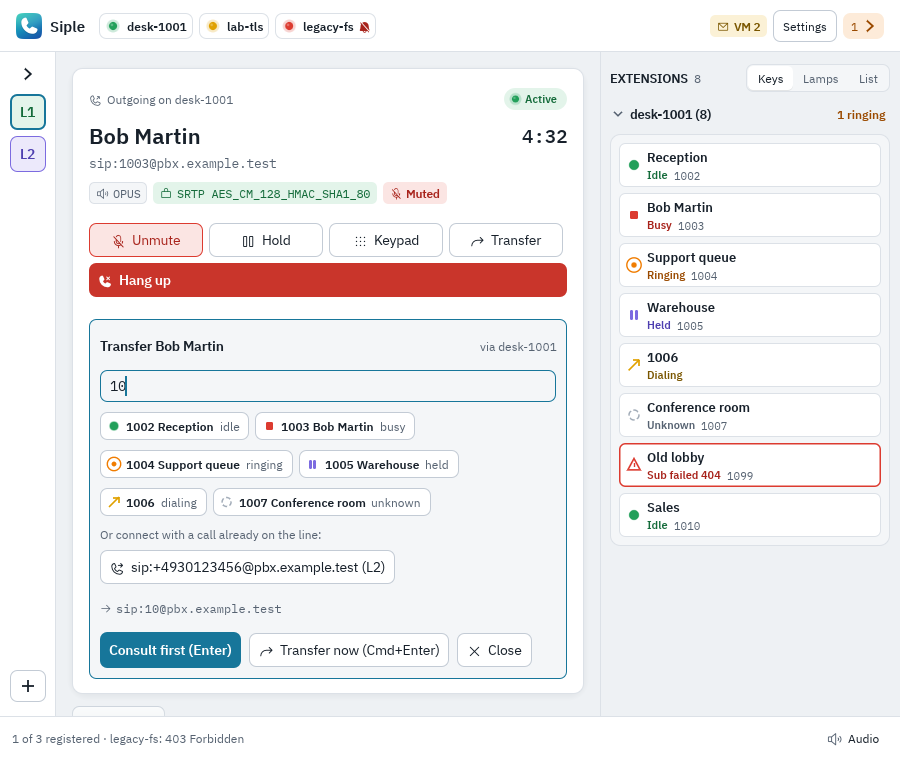 Siple desk-1001 lab-tls legacy-fs VM 2 Settings 1
L1
L2
Outgoing on desk-1001 Active
Bob Martin 4:32
sip:1003@pbx.example.test
OPUS SRTP AES_CM_128_HMAC_SHA1_80 Muted
Unmute Hold Keypad Transfer
Hang up
Transfer Bob Martin via desk-1001
10
1002 Reception idle 1003 Bob Martin busy
1004 Support queue ringing 1005 Warehouse held
1006 dialing 1007 Conference room unknown
Or connect with a call already on the line:
sip:+4930123456@pbx.example.test (L2)
→ sip:10@pbx.example.test
Consult first (Enter) Transfer now (Cmd+Enter) Close
EXTENSIONS 8 Keys Lamps List
desk-1001 (8) 1 ringing
Reception
Idle 1002
Bob Martin
Busy 1003
Support queue
Ringing 1004
Warehouse
Held 1005
1006
Dialing
Conference room
Unknown 1007
Old lobby
Sub failed 404 1099
Sales
Idle 1010
1 of 3 registered · legacy-fs: 403 Forbidden Audio